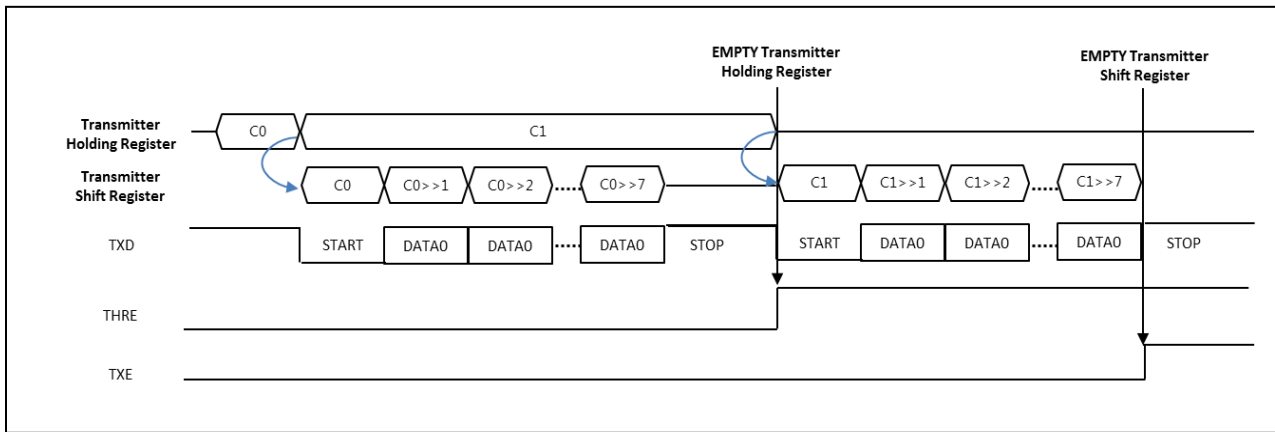 EMPTY Transmitter
Holding Register
EMPTY Transmitter
Shift Register
Transmitter
Holding Register
C0
C1
Transmitter
Shift Register
C0
C0>>1
C0>>2
C0>>7
C1
C1>>1
C1>>2
C1>>7
TXD
START
DATA0
DATA0
DATA0
STOP
START
DATA0
DATA0
DATA0
STOP
THRE
TXE